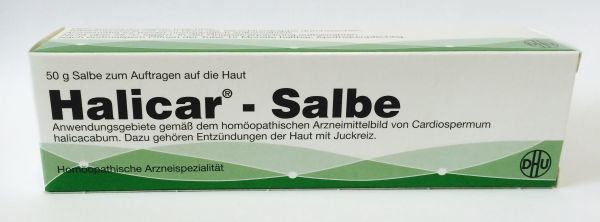 50 g Salbe zum Auftragen auf die Haut
Halicar® - Salbe
Anwendungsgebiete gemäß dem homöopathischen Arzneimittelbild von Cardiospermum
halicacabum. Dazu gehören Entzündungen der Haut mit Juckreiz.
Homöopathische Arzneispezialität
DHU